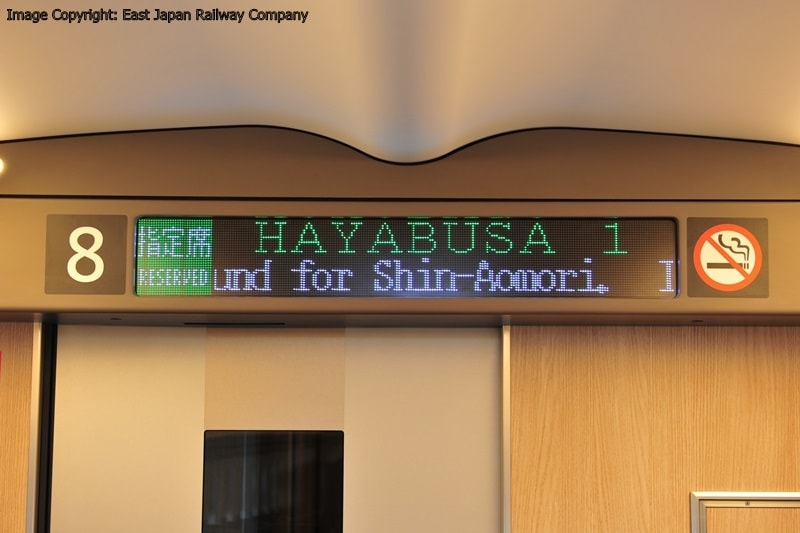 Image Copyright: East Japan Railway Company
8
指定席
RESERVED
HAYABUSA 1
und for Shin-Aomori.